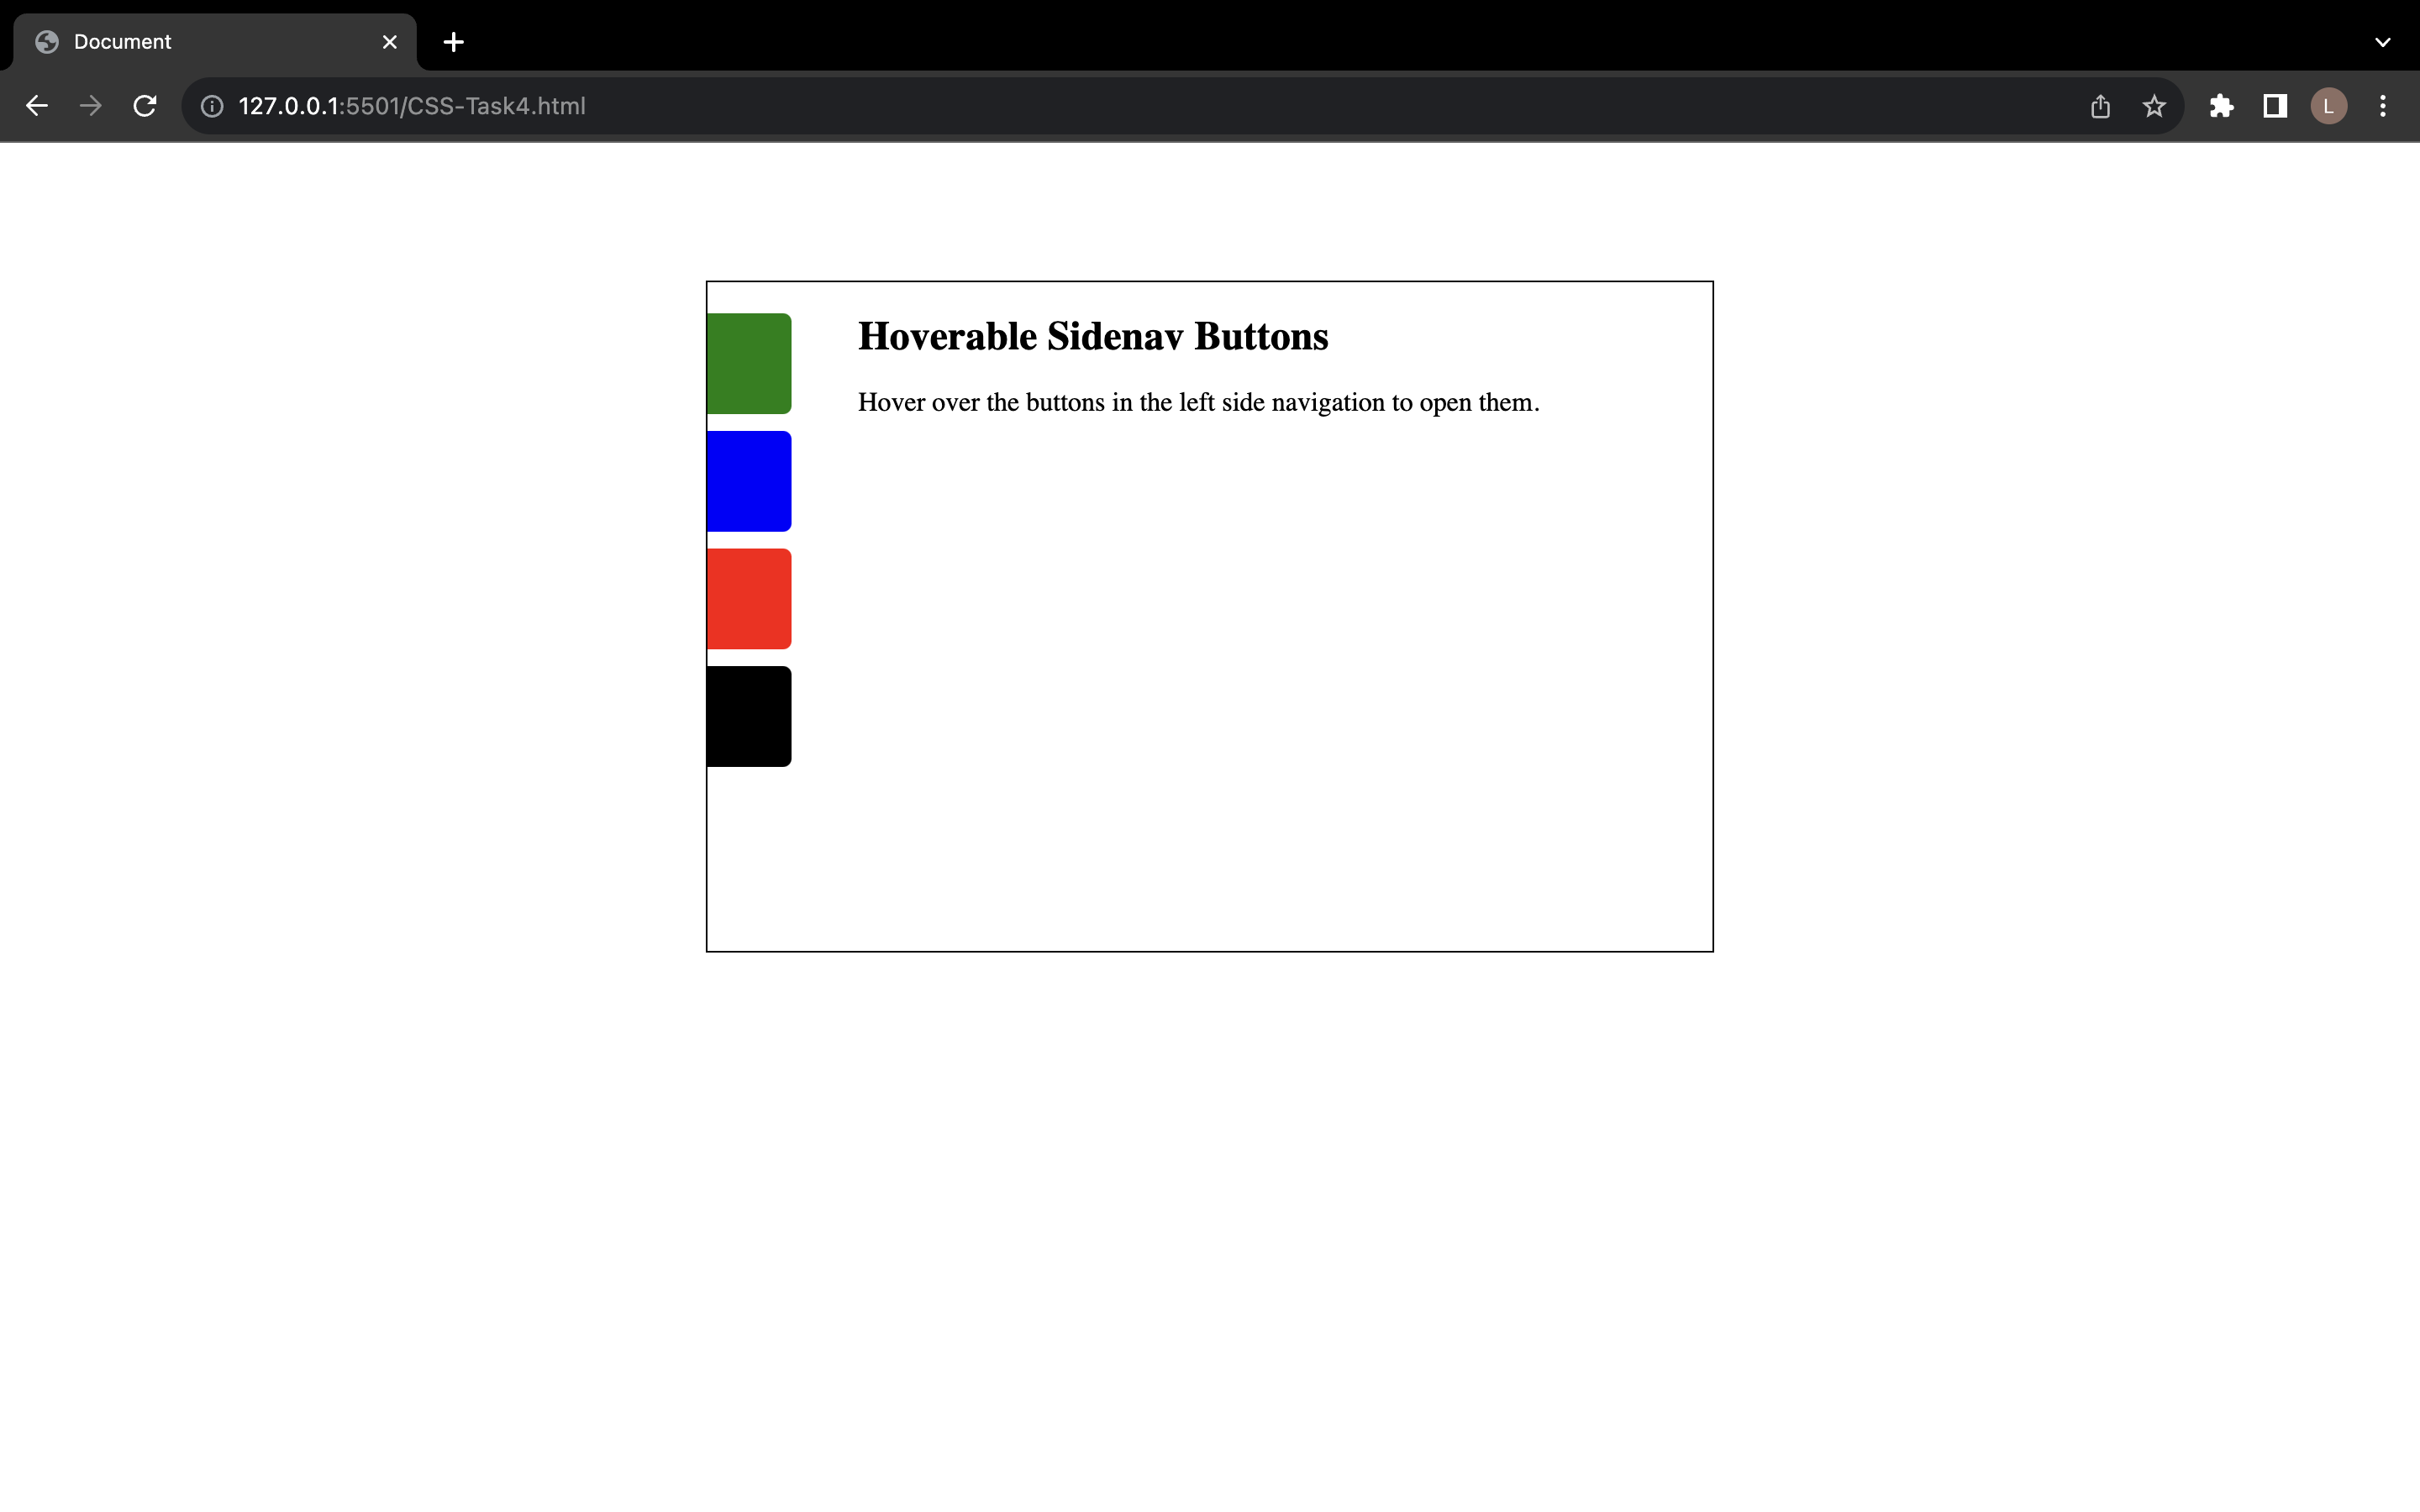 Document
127.0.0.1:5501/CSS-Task4.html
L
Hoverable Sidenav Buttons
Hover over the buttons in the left side navigation to open them.